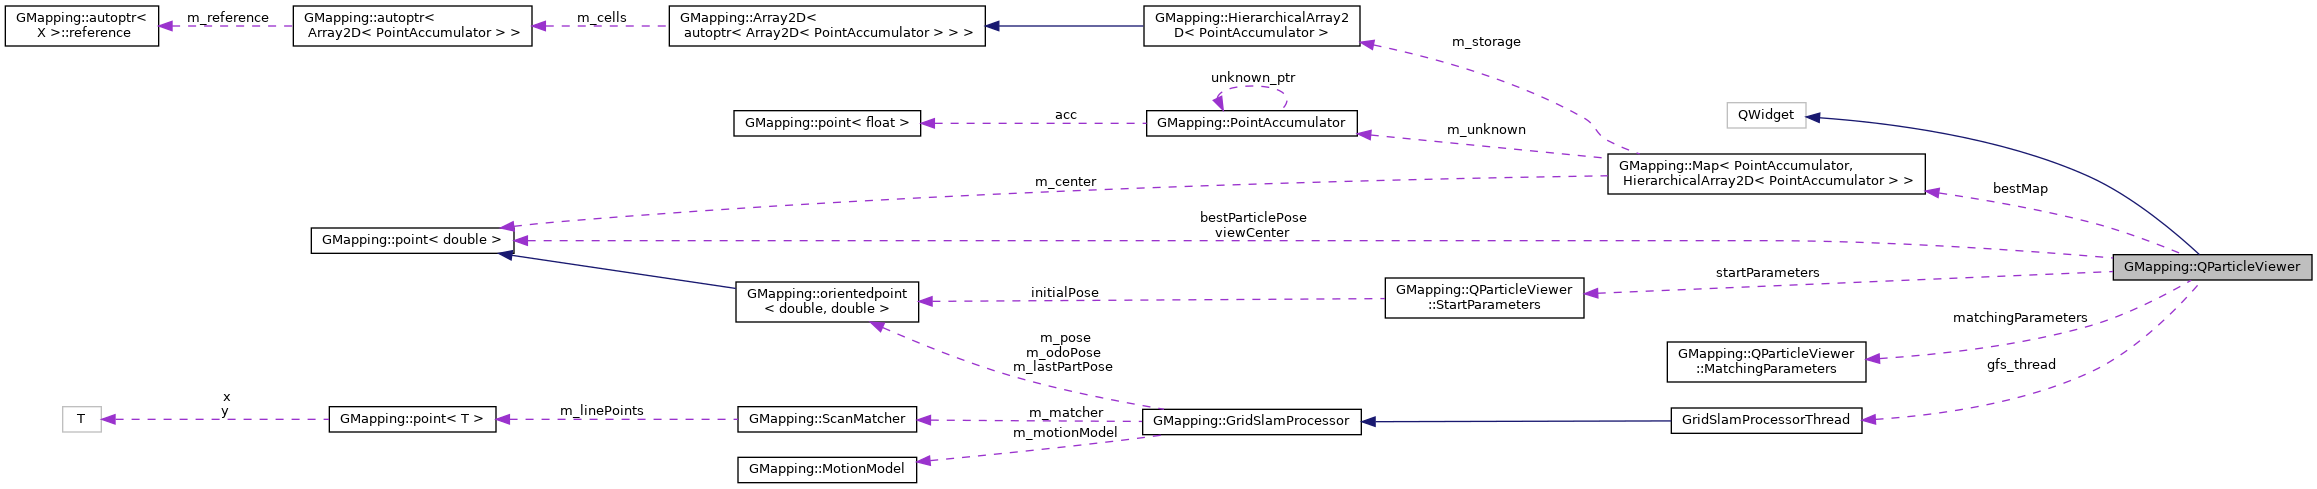 GMapping::autoptr<
X >::reference
m_reference
GMapping::autoptr<
Array2D< PointAccumulator > >
m_cells
GMapping::Array2D<
autoptr< Array2D< PointAccumulator > > >
GMapping::HierarchicalArray2
D< PointAccumulator >
m_storage
unknown_ptr
GMapping::point< float >
acc
GMapping::PointAccumulator
m_unknown
QWidget
GMapping::Map< PointAccumulator,
HierarchicalArray2D< PointAccumulator > >
m_center
bestMap
bestParticlePose
viewCenter
GMapping::point< double >
GMapping::QParticleViewer
startParameters
GMapping::orientedpoint
< double, double >
initialPose
GMapping::QParticleViewer
::StartParameters
matchingParameters
m_pose
m_odoPose
m_lastPartPose
GMapping::QParticleViewer
::MatchingParameters
gfs_thread
x
y
T
GMapping::point< T >
m_linePoints
GMapping::ScanMatcher
m_matcher
m_motionModel
GMapping::GridSlamProcessor
GridSlamProcessorThread
GMapping::MotionModel